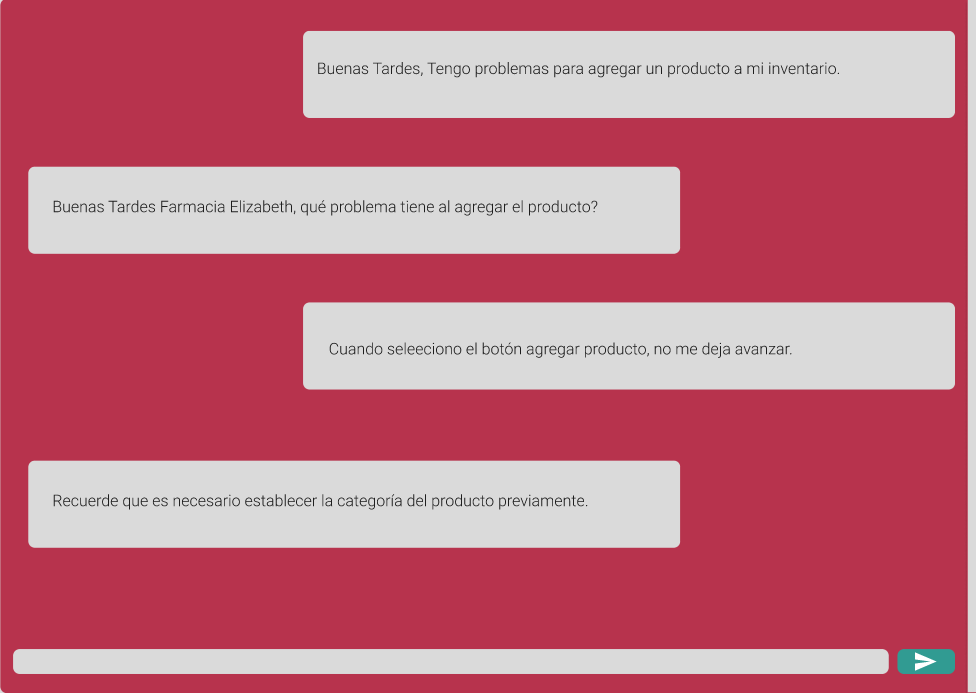 Buenas Tardes, Tengo problemas para agregar un producto a mi inventario.
Buenas Tardes Farmacia Elizabeth, qué problema tiene al agregar el producto?
Cuando seleeciono el botón agregar producto, no me deja avanzar.
Recuerde que es necesario establecer la categoría del producto previamente.